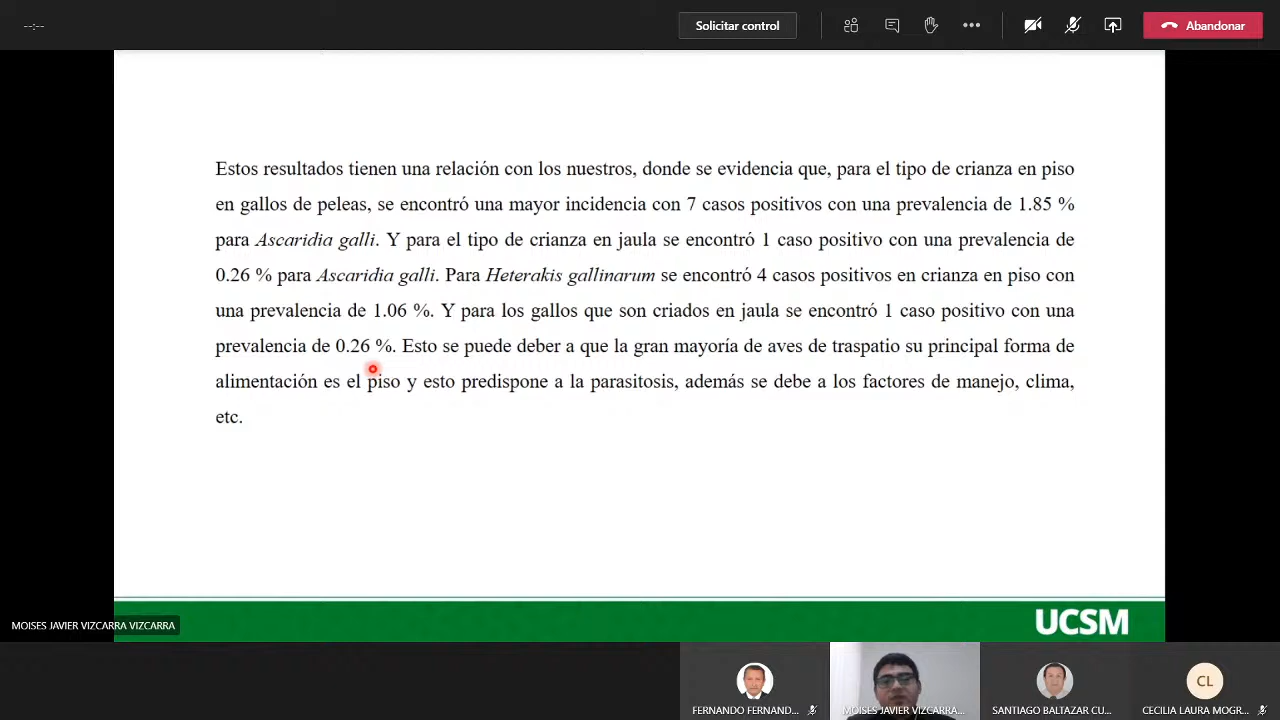 --:--
Solicitar control
Abandonar
Estos resultados tienen una relación con los nuestros, donde se evidencia que, para el tipo de crianza en piso
en gallos de peleas, se encontró una mayor incidencia con 7 casos positivos con una prevalencia de 1.85 %
para Ascaridia galli. Y para el tipo de crianza en jaula se encontró 1 caso positivo con una prevalencia de
0.26 % para Ascaridia galli. Para Heterakis gallinarum se encontró 4 casos positivos en crianza en piso con
una prevalencia de 1.06 %. Y para los gallos que son criados en jaula se encontró 1 caso positivo con una
prevalencia de 0.26 %. Esto se puede deber a que la gran mayoría de aves de traspatio su principal forma de
alimentación es el piso y esto predispone a la parasitosis, además se debe a los factores de manejo, clima,
etc.
UCSM
MOISES JAVIER VIZCARRA VIZCARRA
CL
FERNANDO FERNAND...
MOISES JAVIER VIZCARRA...
SANTIAGO BALTAZAR CU...
CECILIA LAURA MOGR...